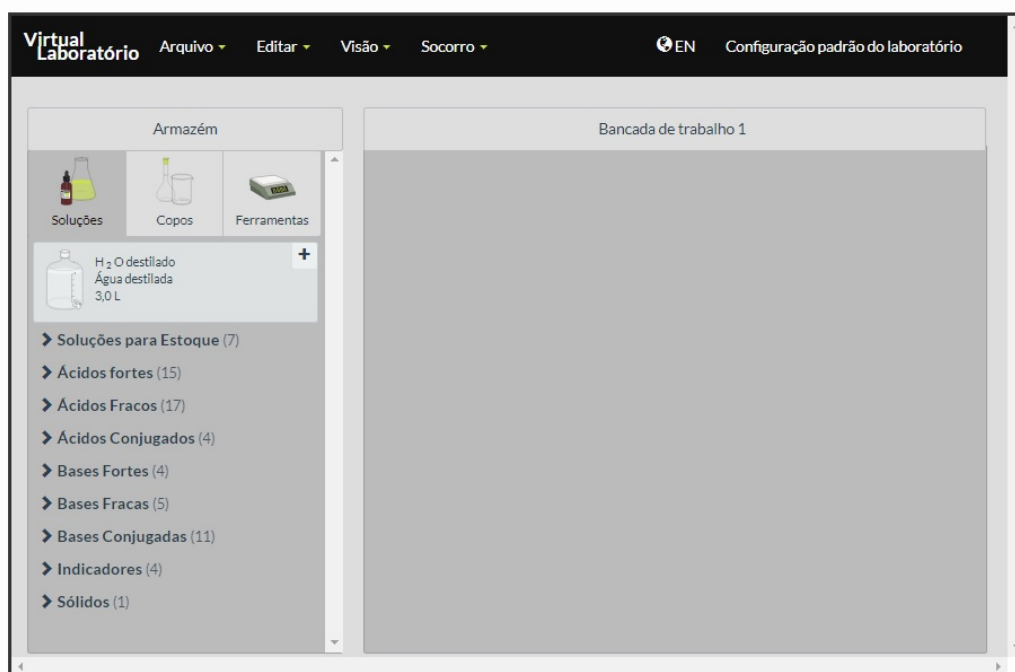 Virtual
Laboratório
Arquivo
Editar
Visão
Socorro
EN
Configuração padrão do laboratório
Armazém
Soluções
Copos
Ferramentas
H2O destilado
Água destilada
3,0 L
Soluções para Estoque (7)
Ácidos fortes (15)
Ácidos Fracos (17)
Ácidos Conjugados (4)
Bases Fortes (4)
Bases Fracas (5)
Bases Conjugadas (11)
Indicadores (4)
Sólidos (1)
Bancada de trabalho 1